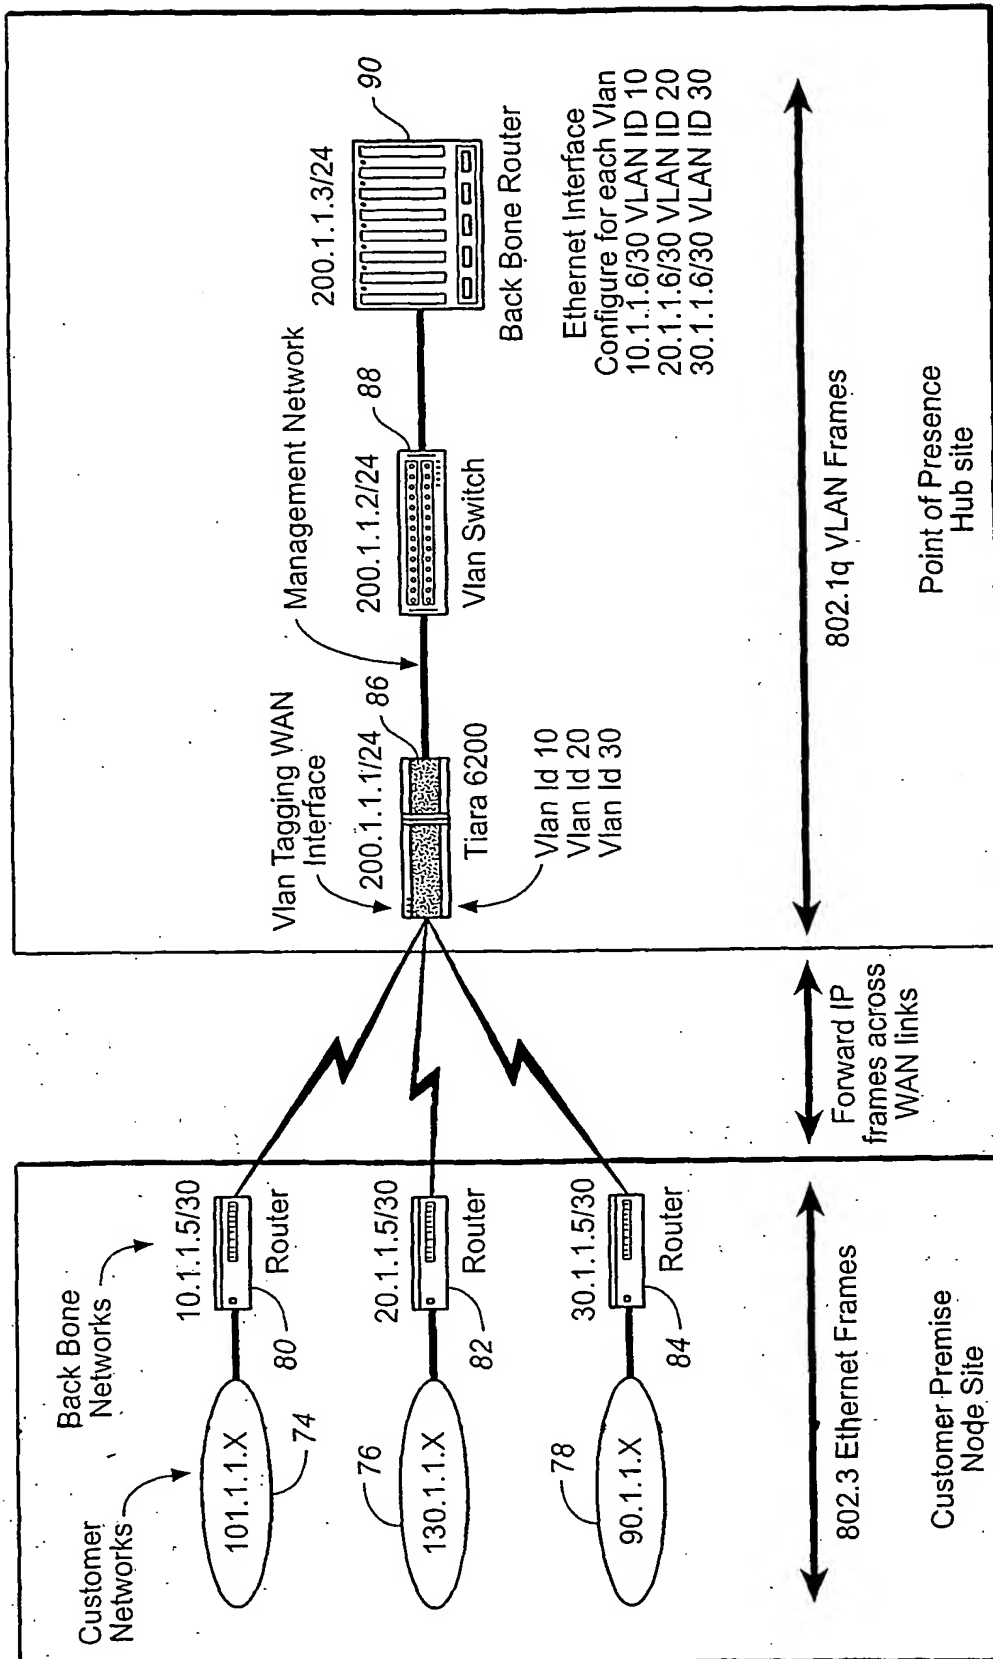 Customer
Networks
Back Bone
Networks
101.1.1.X
74
10.1.1.5/30
Router
80
130.1.1.X
76
20.1.1.5/30
Router
82
90.1.1.X
78
30.1.1.5/30
Router
84
802.3 Ethernet Frames
Customer Premise
Node Site
Forward IP
frames across
WAN links
Vlan Tagging WAN
Interface
200.1.1.1/24
86
Tiara 6200
Vlan Id 10
Vlan Id 20
Vlan Id 30
Management Network
200.1.1.2/24
88
Vlan Switch
200.1.1.3/24
90
Back Bone Router
Ethernet Interface
Configure for each Vlan
10.1.1.6/30 VLAN ID 10
20.1.1.6/30 VLAN ID 20
30.1.1.6/30 VLAN ID 30
802.1q VLAN Frames
Point of Presence
Hub site